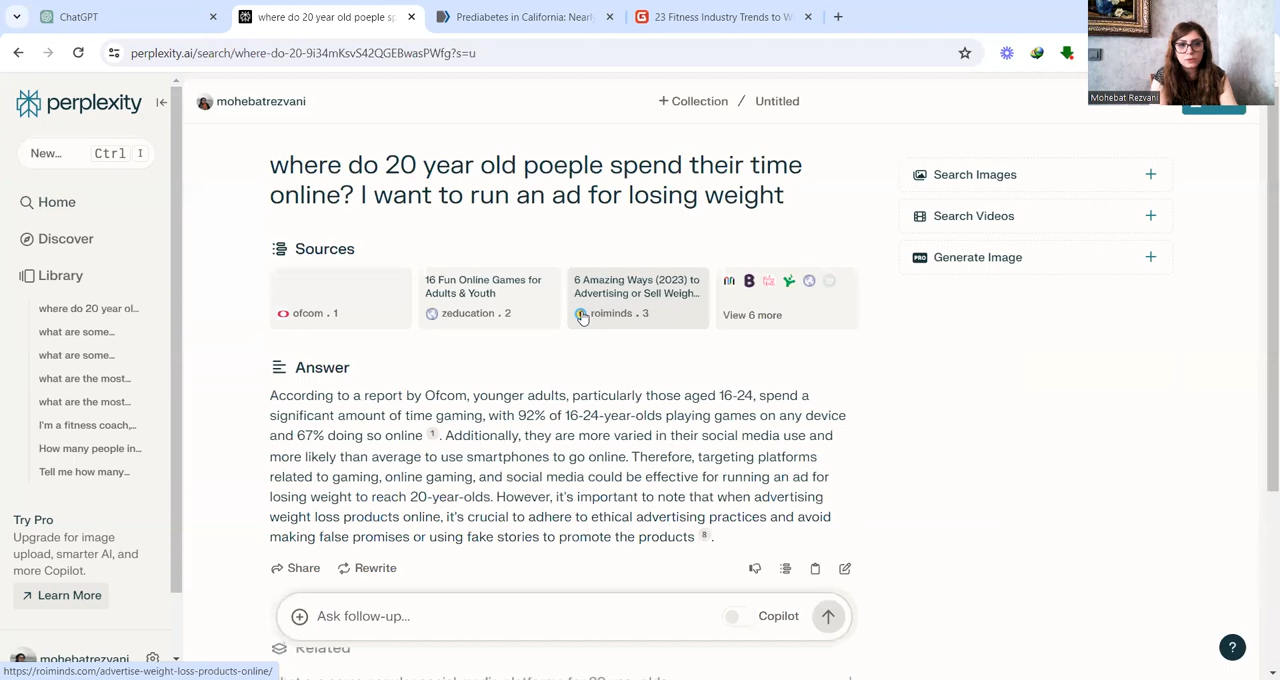 ChatGPT
where do 20 year old poeple sp
Prediabetes in California: Nearl
23 Fitness Industry Trends to W
perplexity.ai/search/where-do-20-9i34mKsvS42QGEBwasPWfg?s=u
Mohebat Rezvani
perplexity
mohebatrezvani
+ Collection / Untitled
New...
Ctrl I
Home
Discover
Library
where do 20 year ol...
what are some...
what are some...
what are the most...
what are the most...
I'm a fitness coach,...
How many people in...
Tell me how many...
Try Pro
Upgrade for image
upload, smarter AI, and
more Copilot.
Learn More
mohebatrezvani
where do 20 year old poeple spend their time
online? I want to run an ad for losing weight
Sources
ofcom . 1
16 Fun Online Games for
Adults & Youth
zeducation . 2
6 Amazing Ways (2023) to
Advertising or Sell Weigh...
roiminds . 3
View 6 more
Answer
According to a report by Ofcom, younger adults, particularly those aged 16-24, spend a
significant amount of time gaming, with 92% of 16-24-year-olds playing games on any device
and 67% doing so online 1. Additionally, they are more varied in their social media use and
more likely than average to use smartphones to go online. Therefore, targeting platforms
related to gaming, online gaming, and social media could be effective for running an ad for
losing weight to reach 20-year-olds. However, it's important to note that when advertising
weight loss products online, it's crucial to adhere to ethical advertising practices and avoid
making false promises or using fake stories to promote the products 8.
Share
Rewrite
Ask follow-up...
Copilot
Related
Search Images
Search Videos
PRO
Generate Image
?
https://roiminds.com/advertise-weight-loss-products-online/